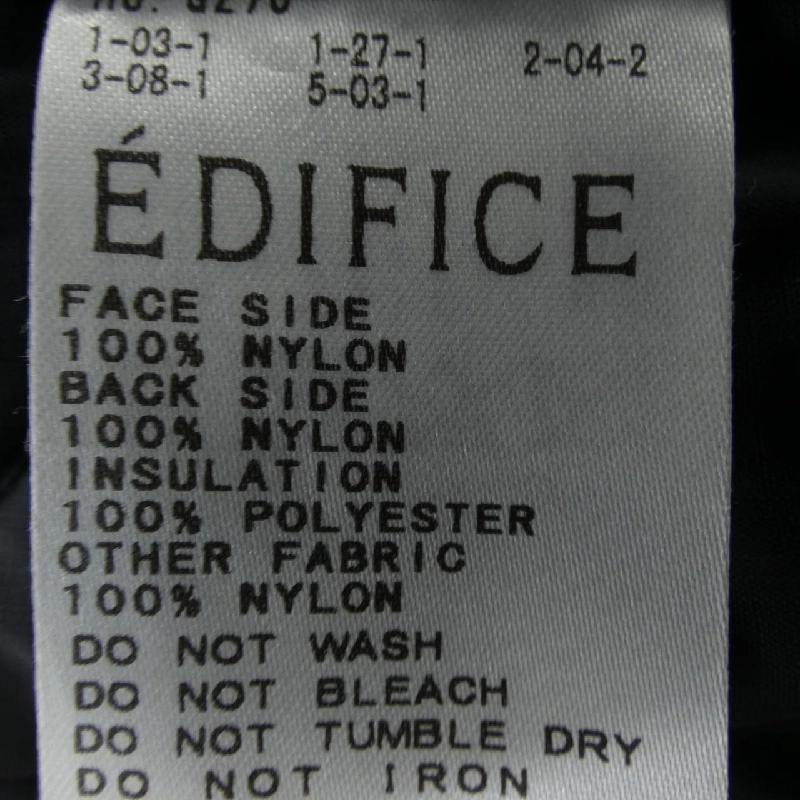 1-03-1 1-27-1 2-04-2
3-08-1 5-03-1
ÉDIFICE
FACE SIDE
100% NYLON
BACK SIDE
100% NYLON
INSULATION
100% POLYESTER
OTHER FABRIC
100% NYLON
DO NOT WASH
DO NOT BLEACH
DO NOT TUMBLE DRY
DO NOT IRON